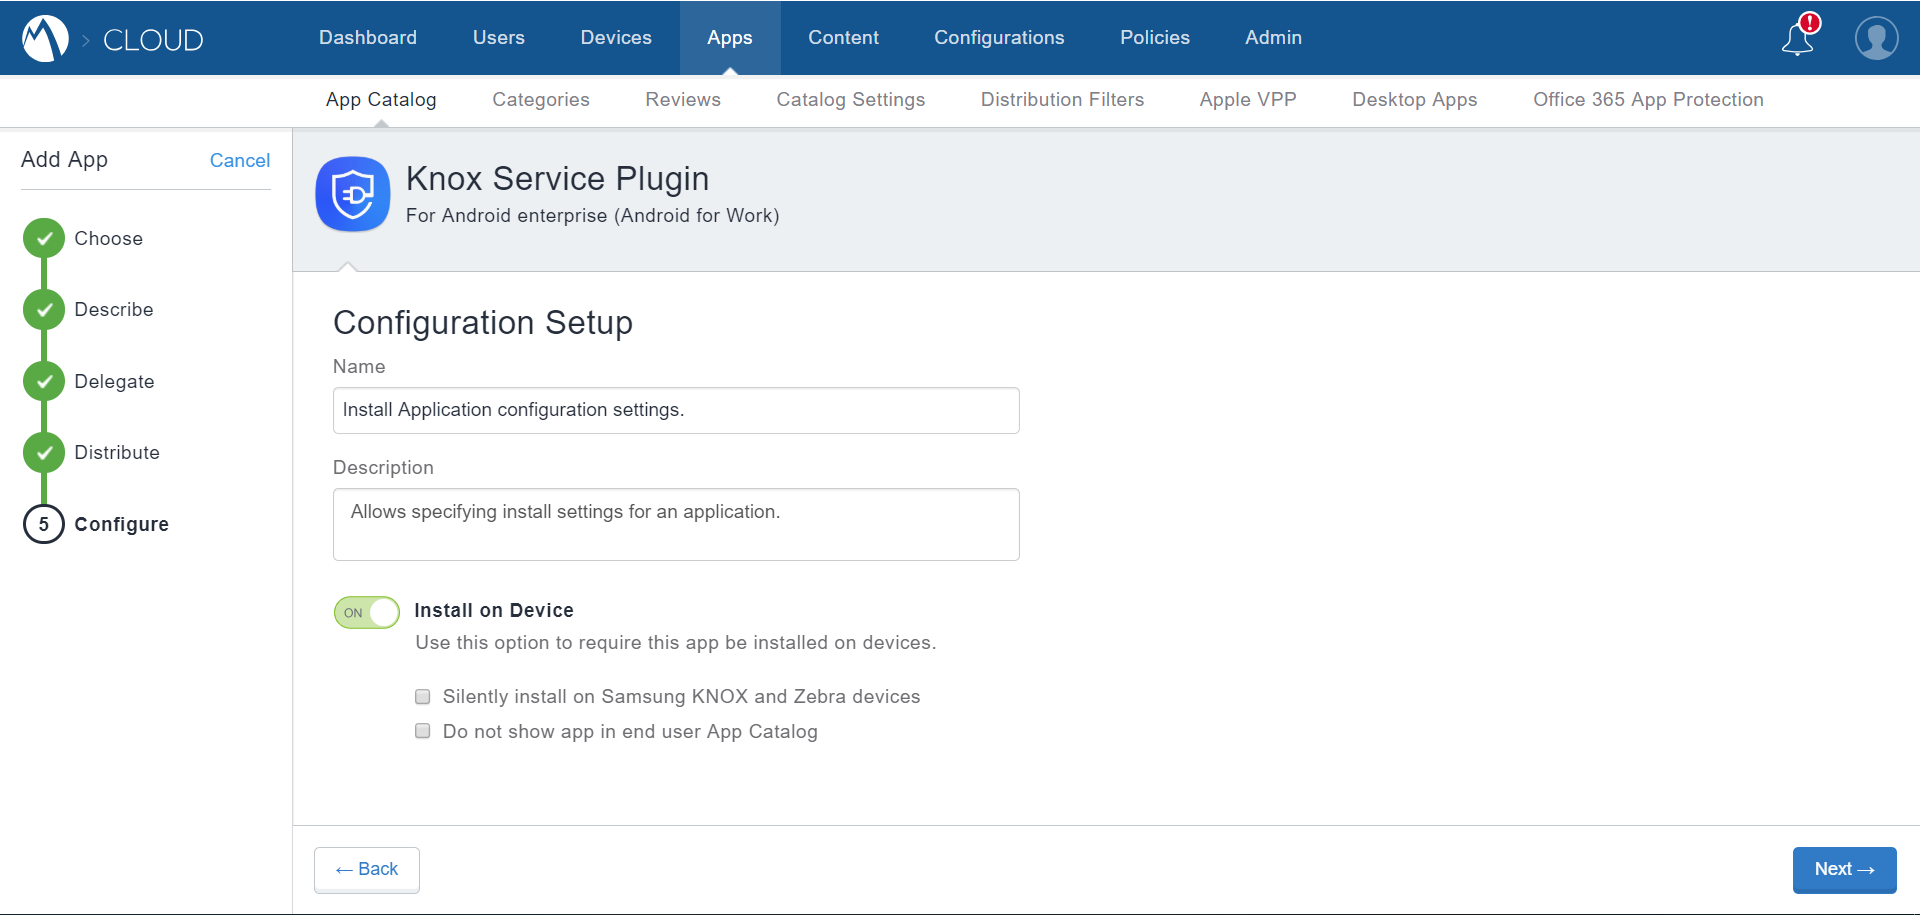 > CLOUD
Dashboard Users Devices Apps Content Configurations Policies Admin
!
App Catalog Categories Reviews Catalog Settings Distribution Filters Apple VPP Desktop Apps Office 365 App Protection
Add App Cancel
Choose
Describe
Delegate
Distribute
5 Configure
Knox Service Plugin
For Android enterprise (Android for Work)
Configuration Setup
Name
Install Application configuration settings.
Description
Allows specifying install settings for an application.
ON Install on Device
Use this option to require this app be installed on devices.
Silently install on Samsung KNOX and Zebra devices
Do not show app in end user App Catalog
← Back
Next →